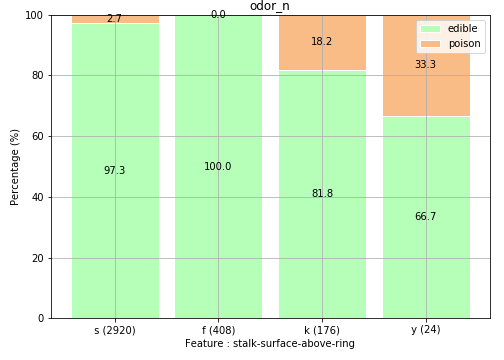 odor_n
100
80
60
40
20
0
Percentage (%)
2.7
0.0
18.2
33.3
97.3
100.0
81.8
66.7
edible
poison
s (2920)
f (408)
k (176)
y (24)
Feature : stalk-surface-above-ring